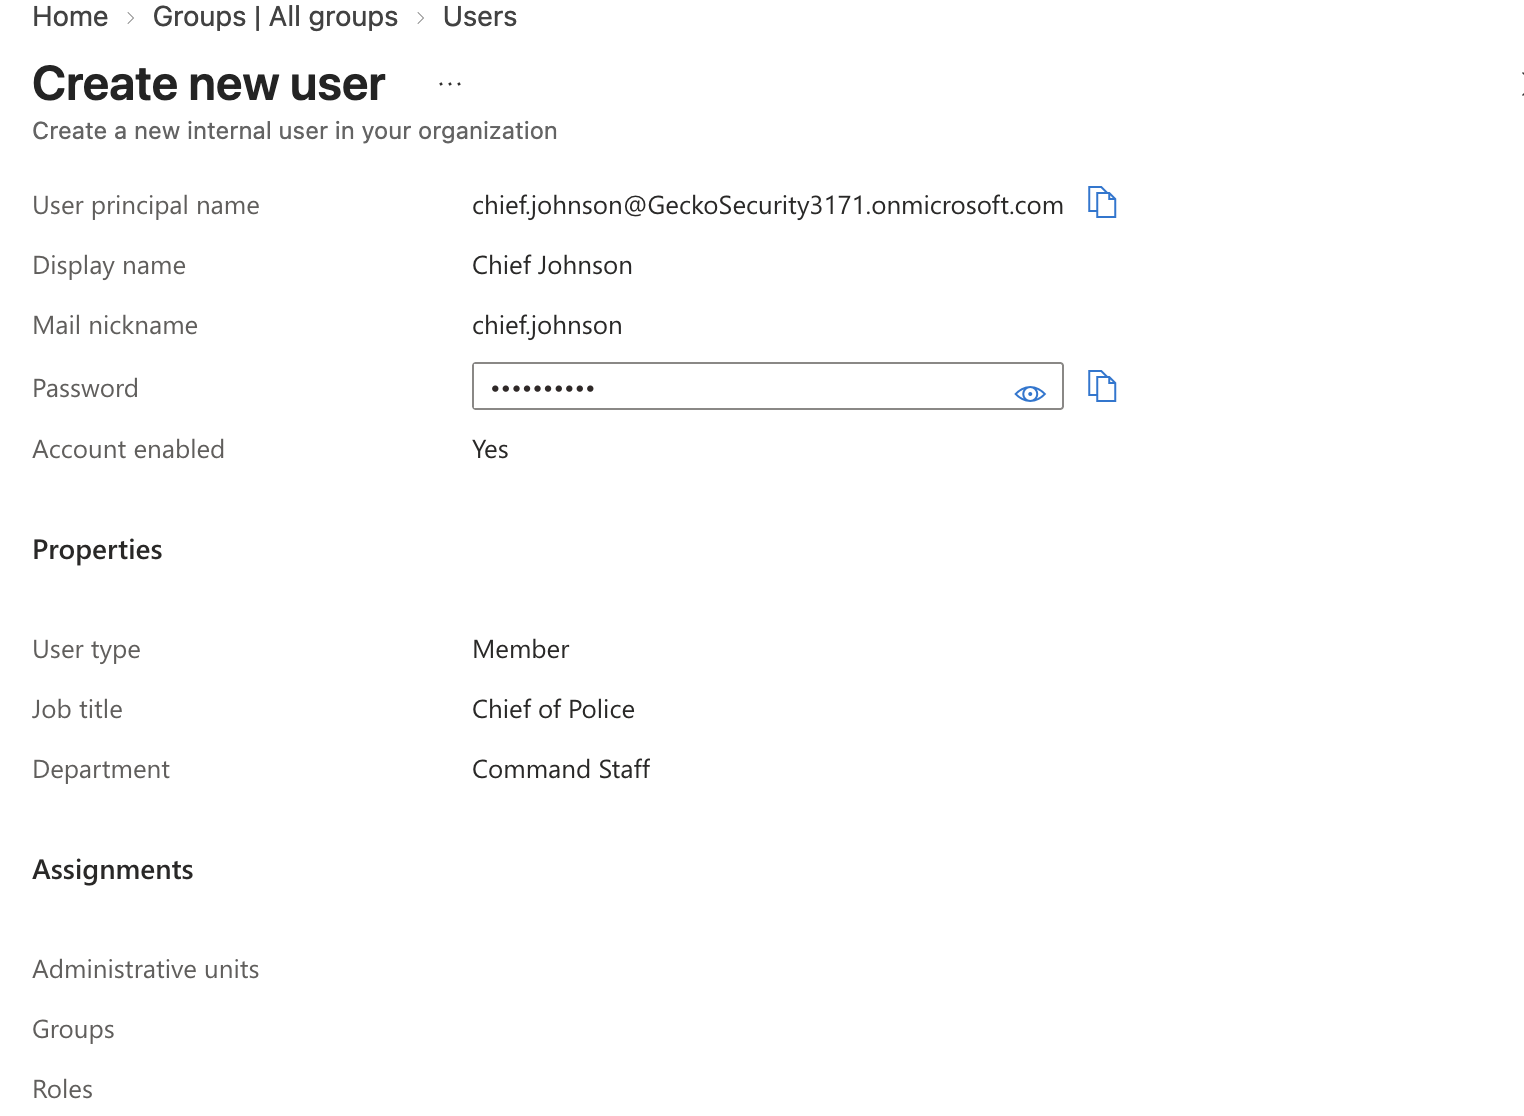 Home > Groups | All groups > Users
Create new user ...
Create a new internal user in your organization
User principal name chief.johnson@GeckoSecurity3171.onmicrosoft.com
Display name Chief Johnson
Mail nickname chief.johnson
Password ••••••••••
Account enabled Yes
Properties
User type Member
Job title Chief of Police
Department Command Staff
Assignments
Administrative units
Groups
Roles